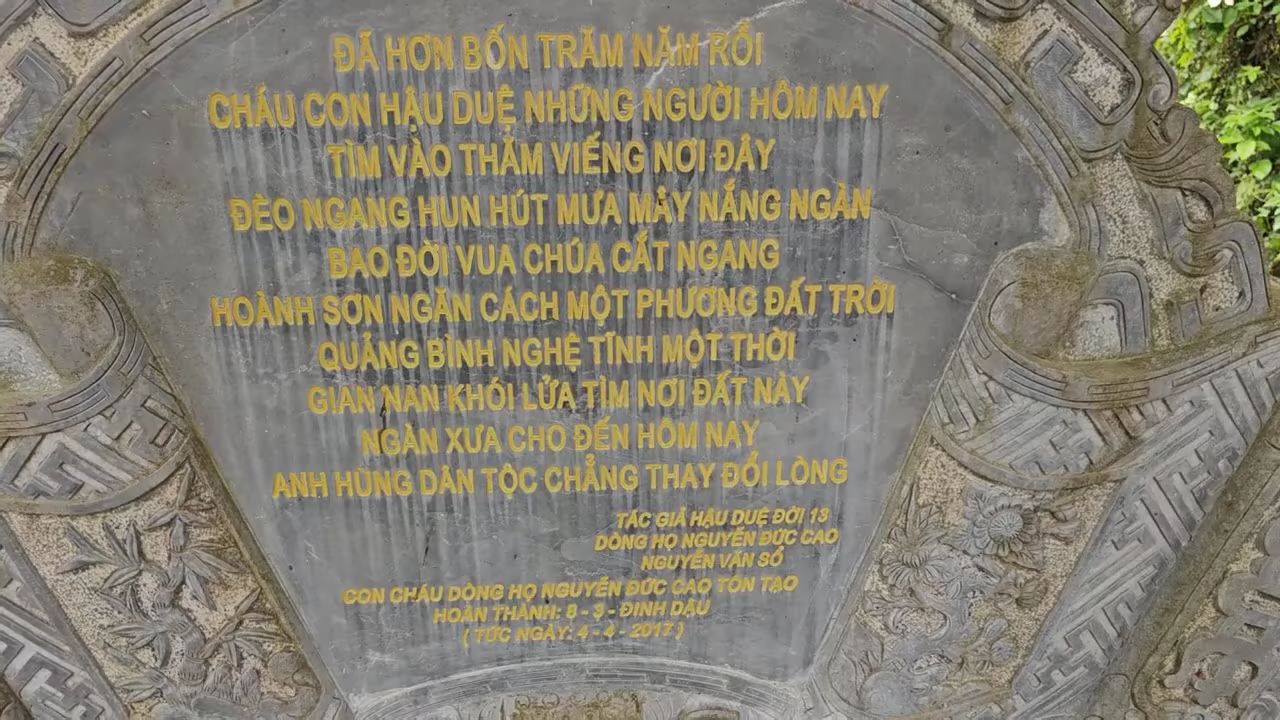 ĐÃ HƠN BỐN TRĂM NĂM RỒI
CHÁU CON HẬU DUỆ NHỮNG NGƯỜI HÔM NAY
TÌM VÀO THĂM VIẾNG NƠI ĐÂY
ĐÈO NGANG HUN HÚT MƯA MÂY NẮNG NGÀN
BAO ĐỜI VUA CHÚA CẮT NGANG
HOÀNH SƠN NGĂN CÁCH MỘT PHƯƠNG ĐẤT TRỜI
QUẢNG BÌNH NGHỆ TĨNH MỘT THỜI
GIAN NAN KHÓI LỬA TÌM NƠI ĐẤT NÀY
NGÀN XƯA CHO ĐẾN HÔM NAY
ANH HÙNG DÂN TỘC CHẲNG THAY ĐỔI LÒNG
TÁC GIẢ HẬU DUỆ ĐỜI 13
DÒNG HỌ NGUYỄN ĐỨC CAO
NGUYỄN VĂN SỔ
CON CHÁU DÒNG HỌ NGUYỄN ĐỨC CAO TÔN TẠO
HOÀN THÀNH: 8 - 3 - ĐINH DẬU
( TỨC NGÀY: 4 - 4 - 2017 )